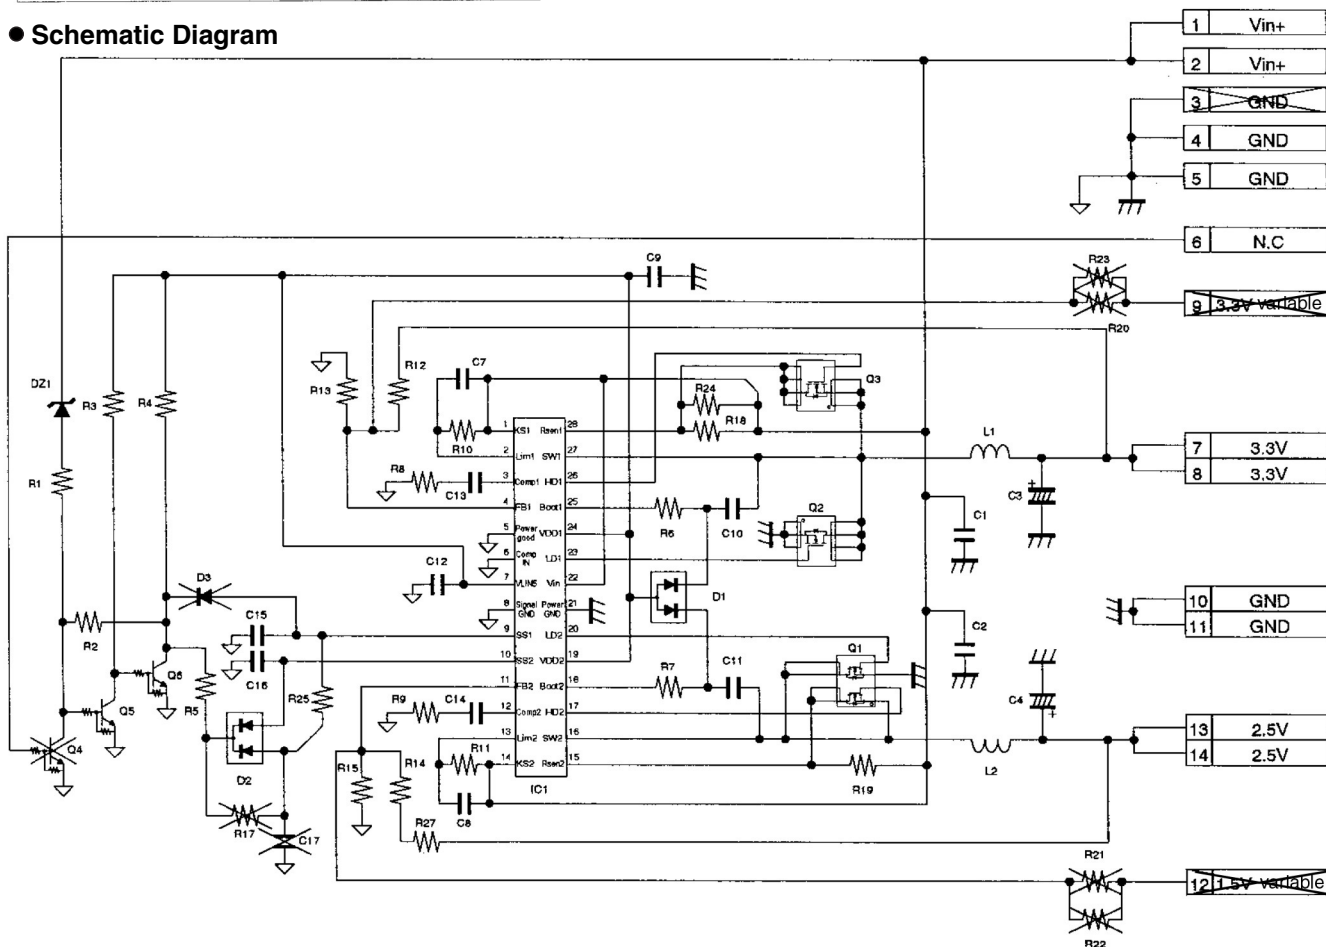 ● Schematic Diagram
1 Vin+
2 Vin+
3 GND
4 GND
5 GND
6 N.C
C9
R23
9 3.3V variable
R20
DZ1
R3
R4
R13
R12
C7
R24
Q3
R10
R18
L1
7 3.3V
8 3.3V
R1
R8
C13
C3
R6
C10
Q2
C1
C12
D1
D3
C15
C16
R2
R25
C2
10 GND
11 GND
Q6
R5
Q5
Q4
D2
R7
C11
Q1
C4
R9
C14
13 2.5V
14 2.5V
L2
R11
R15
R14
C8
R19
R17
C17
R27
1 KS1 Rsen1 28
2 Lim1 SW1 27
3 Comp1 HD1 26
4 FB1 Boot1 25
5 Power good VDD1 24
6 Comp IN LD1 23
7 VLIN5 Vin 22
8 Signal GND Power GND 21
9 SS1 LD2 20
10 SS2 VDD2 19
11 FB2 Boot2 18
12 Comp2 HD2 17
13 Lim2 SW2 16
14 KS2 Rsen2 15
IC1
R21
12 1.5V variable
R22